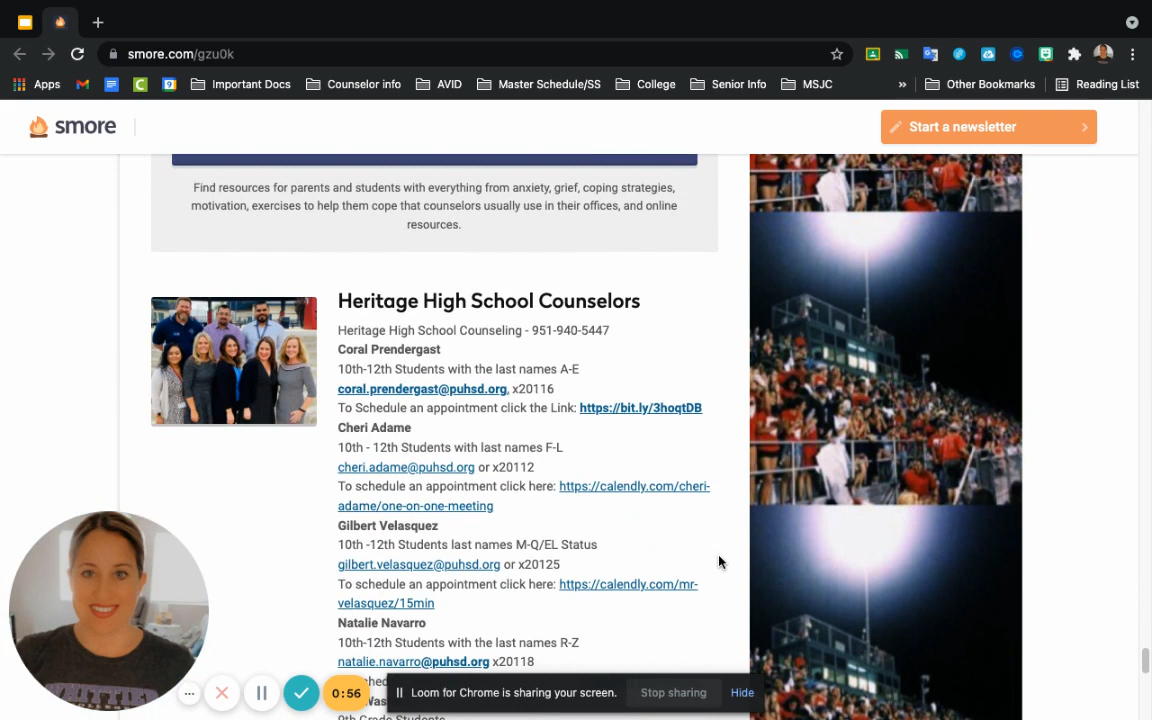 smore.com/gzu0k
Apps
Important Docs
Counselor info
AVID
Master Schedule/SS
College
Senior Info
MSJC
»
Other Bookmarks
Reading List
smore
Start a newsletter
Find resources for parents and students with everything from anxiety, grief, coping strategies,
motivation, exercises to help them cope that counselors usually use in their offices, and online
resources.
Heritage High School Counselors
Heritage High School Counseling - 951-940-5447
Coral Prendergast
10th-12th Students with the last names A-E
coral.prendergast@puhsd.org, x20116
To Schedule an appointment click the Link: https://bit.ly/3hoqtDB
Cheri Adame
10th - 12th Students with last names F-L
cheri.adame@puhsd.org or x20112
To schedule an appointment click here: https://calendly.com/cheri-
adame/one-on-one-meeting
Gilbert Velasquez
10th -12th Students last names M-Q/EL Status
gilbert.velasquez@puhsd.org or x20125
To schedule an appointment click here: https://calendly.com/mr-
velasquez/15min
Natalie Navarro
10th-12th Students with the last names R-Z
natalie.navarro@puhsd.org x20118
WHITTIER
0:56
Loom for Chrome is sharing your screen.
Stop sharing
Hide
9th Grade Students